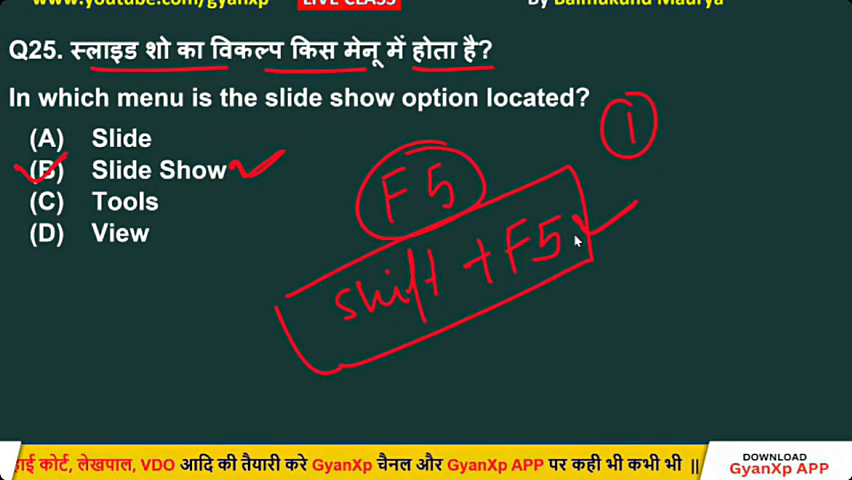 www.youtube.com/gyanxp LIVE CLASS By Balmukund Maurya
Q25. स्लाइड शो का विकल्प किस मेनू में होता है?
In which menu is the slide show option located?
(A) Slide
(B) Slide Show
(C) Tools
(D) View
1
F5
Shift + F5
हाई कोर्ट, लेखपाल, VDO आदि की तैयारी करे GyanXp चैनल और GyanXp APP पर कही भी कभी भी ||
DOWNLOAD
GyanXp APP